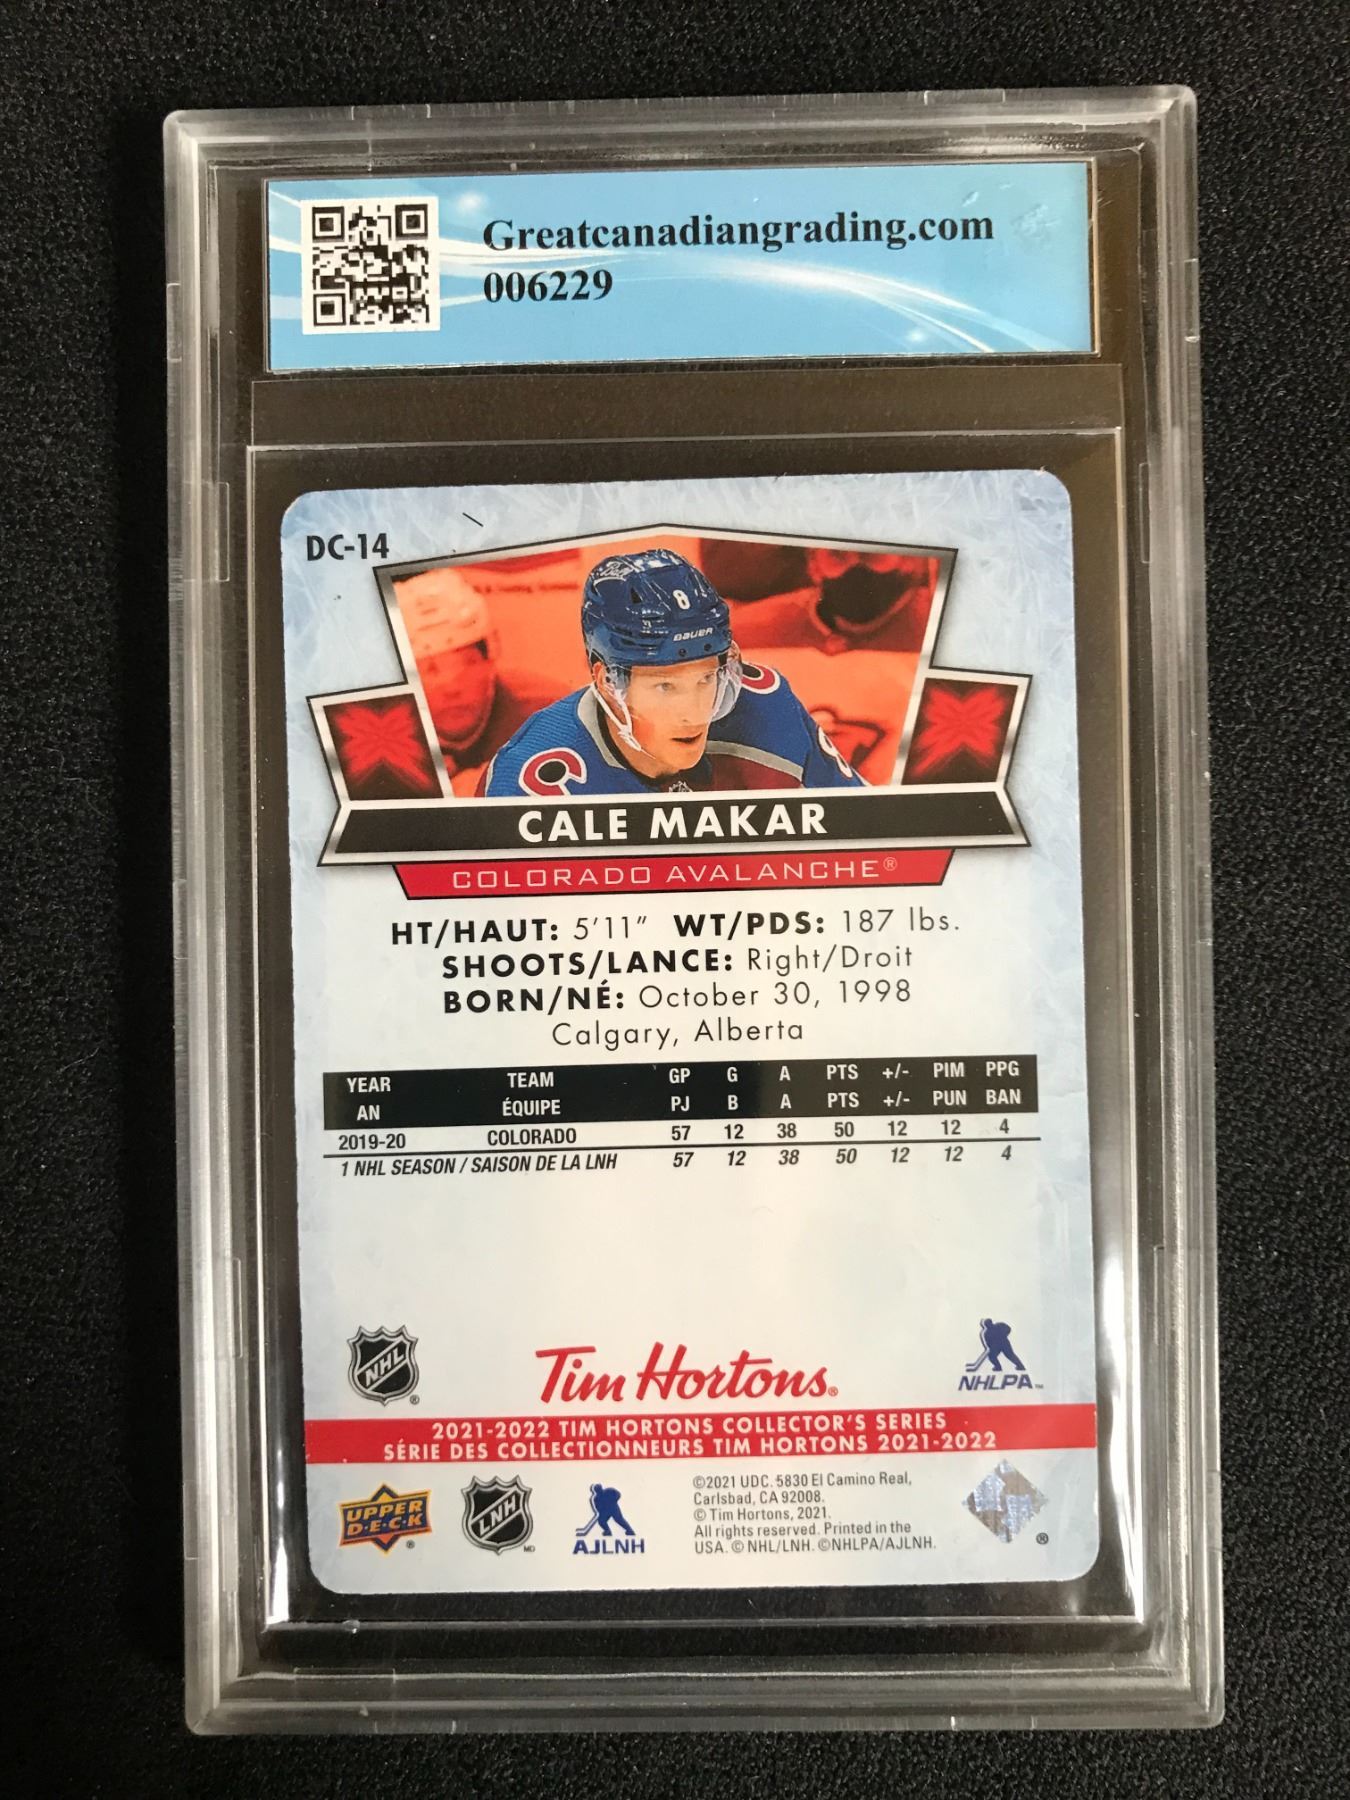 Greatcanadiangrading.com
006229
DC-14
8
BAUER
CALE MAKAR
COLORADO AVALANCHE®
HT/HAUT: 5'11" WT/PDS: 187 lbs.
SHOOTS/LANCE: Right/Droit
BORN/NÉ: October 30, 1998
Calgary, Alberta
YEAR TEAM GP G A PTS +/- PIM PPG
AN ÉQUIPE PJ B A PTS +/- PUN BAN
2019-20 COLORADO 57 12 38 50 12 12 4
1 NHL SEASON / SAISON DE LA LNH 57 12 38 50 12 12 4
NHL ®
Tim Hortons®
NHLPA™
2021-2022 TIM HORTONS COLLECTOR'S SERIES
SÉRIE DES COLLECTIONNEURS TIM HORTONS 2021-2022
UPPER DECK ®
LNH MD
AJLNH
©2021 UDC. 5830 El Camino Real,
Carlsbad, CA 92008.
© Tim Hortons, 2021.
All rights reserved. Printed in the
USA. © NHL/LNH. ©NHLPA/AJLNH.
®